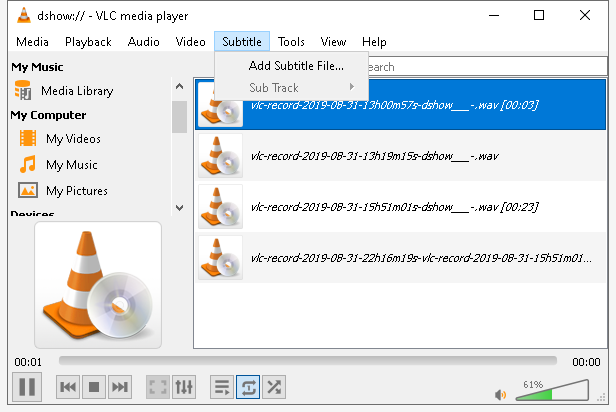 dshow:// - VLC media player
Media Playback Audio Video Subtitle Tools View Help
Add Subtitle File...
Sub Track
earch
My Music
Media Library
My Computer
My Videos
My Music
My Pictures
Devices
vlc-record-2019-08-31-13h00m57s-dshow___-.wav [00:03]
vlc-record-2019-08-31-13h19m15s-dshow___-.wav
vlc-record-2019-08-31-15h51m01s-dshow___-.wav [00:23]
vlc-record-2019-08-31-22h16m19s-vlc-record-2019-08-31-15h51m01...
00:01 00:00
61%